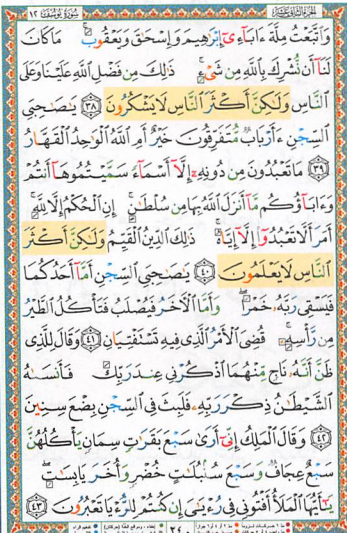 الجزء الثاني عشر سورة يوسف ١٢
وَٱتَّبَعۡتُ مِلَّةَ ءَابَآءِيٓ إِبۡرَٰهِيمَ وَإِسۡحَٰقَ وَيَعۡقُوبَۚ مَا كَانَ
لَنَآ أَن نُّشۡرِكَ بِٱللَّهِ مِن شَيۡءٖۚ ذَٰلِكَ مِن فَضۡلِ ٱللَّهِ عَلَيۡنَا وَعَلَى
ٱلنَّاسِ وَلَٰكِنَّ أَكۡثَرَ ٱلنَّاسِ لَا يَشۡكُرُونَ ٣٨ يَٰصَٰحِبَيِ
ٱلسِّجۡنِ ءَأَرۡبَابٞ مُّتَفَرِّقُونَ خَيۡرٌ أَمِ ٱللَّهُ ٱلۡوَٰحِدُ ٱلۡقَهَّارُ
٣٩ مَا تَعۡبُدُونَ مِن دُونِهِۦٓ إِلَّآ أَسۡمَآءٗ سَمَّيۡتُمُوهَآ أَنتُمۡ
وَءَابَآؤُكُم مَّآ أَنزَلَ ٱللَّهُ بِهَا مِن سُلۡطَٰنٍۚ إِنِ ٱلۡحُكۡمُ إِلَّا لِلَّهِ
أَمَرَ أَلَّا تَعۡبُدُوٓاْ إِلَّآ إِيَّاهُۚ ذَٰلِكَ ٱلدِّينُ ٱلۡقَيِّمُ وَلَٰكِنَّ أَكۡثَرَ
ٱلنَّاسِ لَا يَعۡلَمُونَ ٤٠ يَٰصَٰحِبَيِ ٱلسِّجۡنِ أَمَّآ أَحَدُكُمَا
فَيَسۡقِي رَبَّهُۥ خَمۡرٗاۖ وَأَمَّا ٱلۡأٓخَرُ فَيُصۡلَبُ فَتَأۡكُلُ ٱلطَّيۡرُ
مِن رَّأۡسِهِۦۚ قُضِيَ ٱلۡأَمۡرُ ٱلَّذِي فِيهِ تَسۡتَفۡتِيَانِ ٤١ وَقَالَ لِلَّذِي
ظَنَّ أَنَّهُۥ نَاجٖ مِّنۡهُمَا ٱذۡكُرۡنِي عِندَ رَبِّكَ فَأَنسَىٰهُ
ٱلشَّيۡطَٰنُ ذِكۡرَ رَبِّهِۦ فَلَبِثَ فِي ٱلسِّجۡنِ بِضۡعَ سِنِينَ
٤٢ وَقَالَ ٱلۡمَلِكُ إِنِّيٓ أَرَىٰ سَبۡعَ بَقَرَٰتٖ سِمَانٖ يَأۡكُلُهُنَّ
سَبۡعٌ عِجَافٞ وَسَبۡعَ سُنۢبُلَٰتٍ خُضۡرٖ وَأُخَرَ يَابِسَٰتٖۖ
يَٰٓأَيُّهَا ٱلۡمَلَأُ أَفۡتُونِي فِي رُءۡيَٰيَ إِن كُنتُمۡ لِلرُّءۡيَا تَعۡبُرُونَ ٤٣
٢٤٠